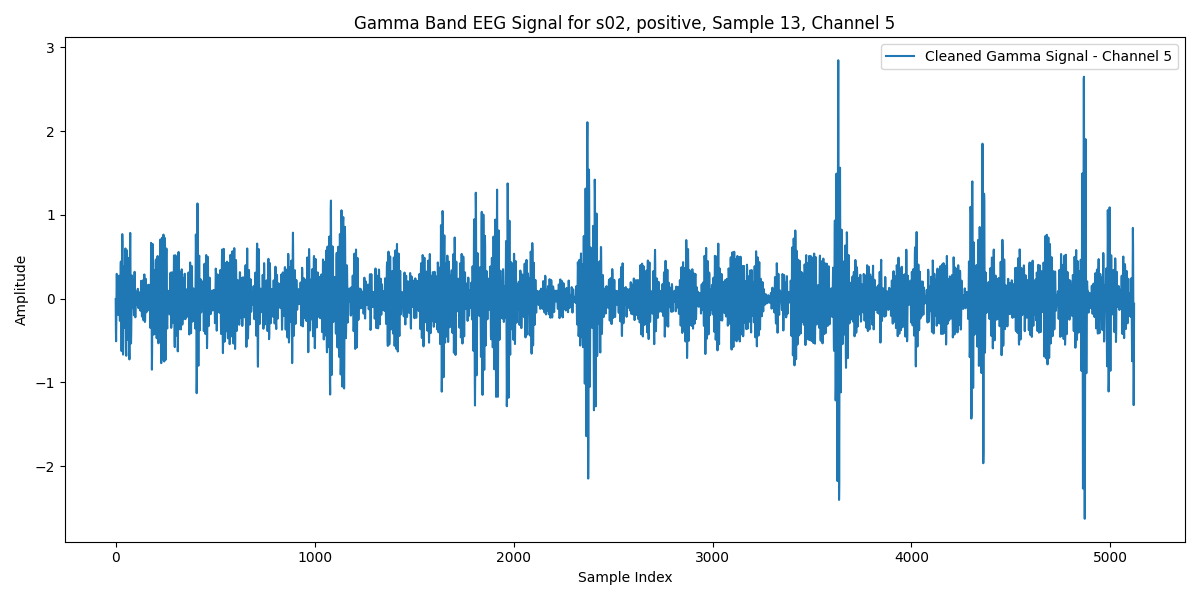 Gamma Band EEG Signal for s02, positive, Sample 13, Channel 5
Cleaned Gamma Signal - Channel 5
Amplitude
3
2
1
0
−1
−2
0 1000 2000 3000 4000 5000
Sample Index